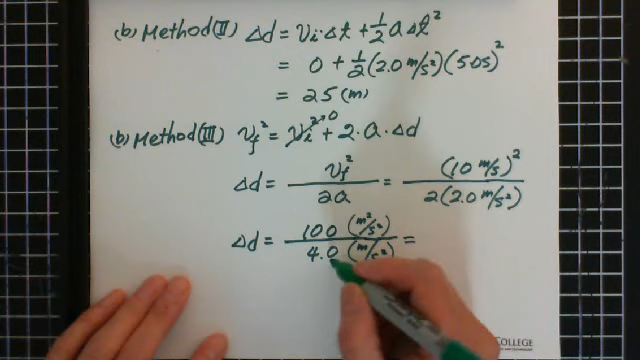 (b) Method(II) Δd = Vi·Δt + 1/2 a Δt²
= 0 + 1/2 (2.0 m/s²)(5.0s)²
= 25 (m)
(b) Method(III) Vf² = Vi² → 0 + 2·a·Δd
Δd = Vf² / 2a = (10 m/s)² / 2(2.0 m/s²)
Δd = 100 (m²/s²) / 4.0 (m/s²) =
COLLEGE